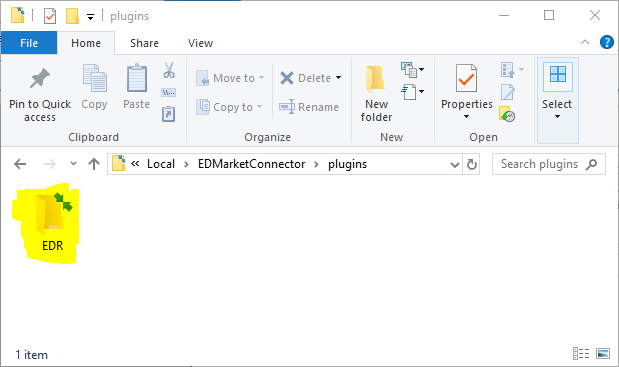 plugins
File Home Share View
Pin to Quick access
Copy
Paste
Move to
Copy to
Delete
Rename
New folder
Properties
Select
Clipboard Organize New Open
« Local > EDMarketConnector > plugins
Search plugins
EDR
1 item